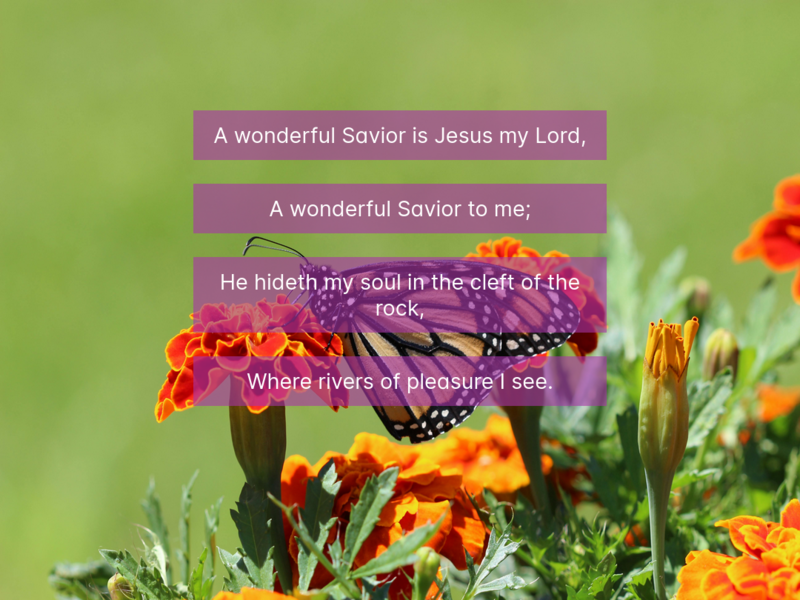 A wonderful Savior is Jesus my Lord,
A wonderful Savior to me;
He hideth my soul in the cleft of the
rock,
Where rivers of pleasure I see.